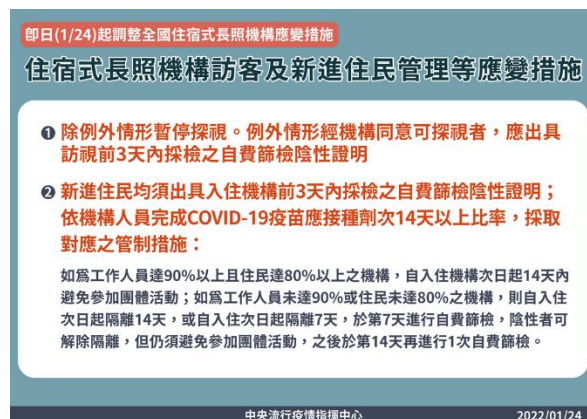 即日(1/24)起調整全國住宿式長照機構應變措施
住宿式長照機構訪客及新進住民管理等應變措施
❶ 除例外情形暫停探視。例外情形經機構同意可探視者，應出具
訪視前3天內採檢之自費篩檢陰性證明
❷ 新進住民均須出具入住機構前3天內採檢之自費篩檢陰性證明；
依機構人員完成COVID-19疫苗應接種劑次14天以上比率，採取
對應之管制措施：
如為工作人員達90%以上且住民達80%以上之機構，自入住機構次日起14天內
避免參加團體活動；如為工作人員未達90%或住民未達80%之機構，則自入住
次日起隔離14天，或自入住次日起隔離7天，於第7天進行自費篩檢，陰性者可
解除隔離，但仍須避免參加團體活動，之後於第14天再進行1次自費篩檢。
中央流行疫情指揮中心
2022/01/24